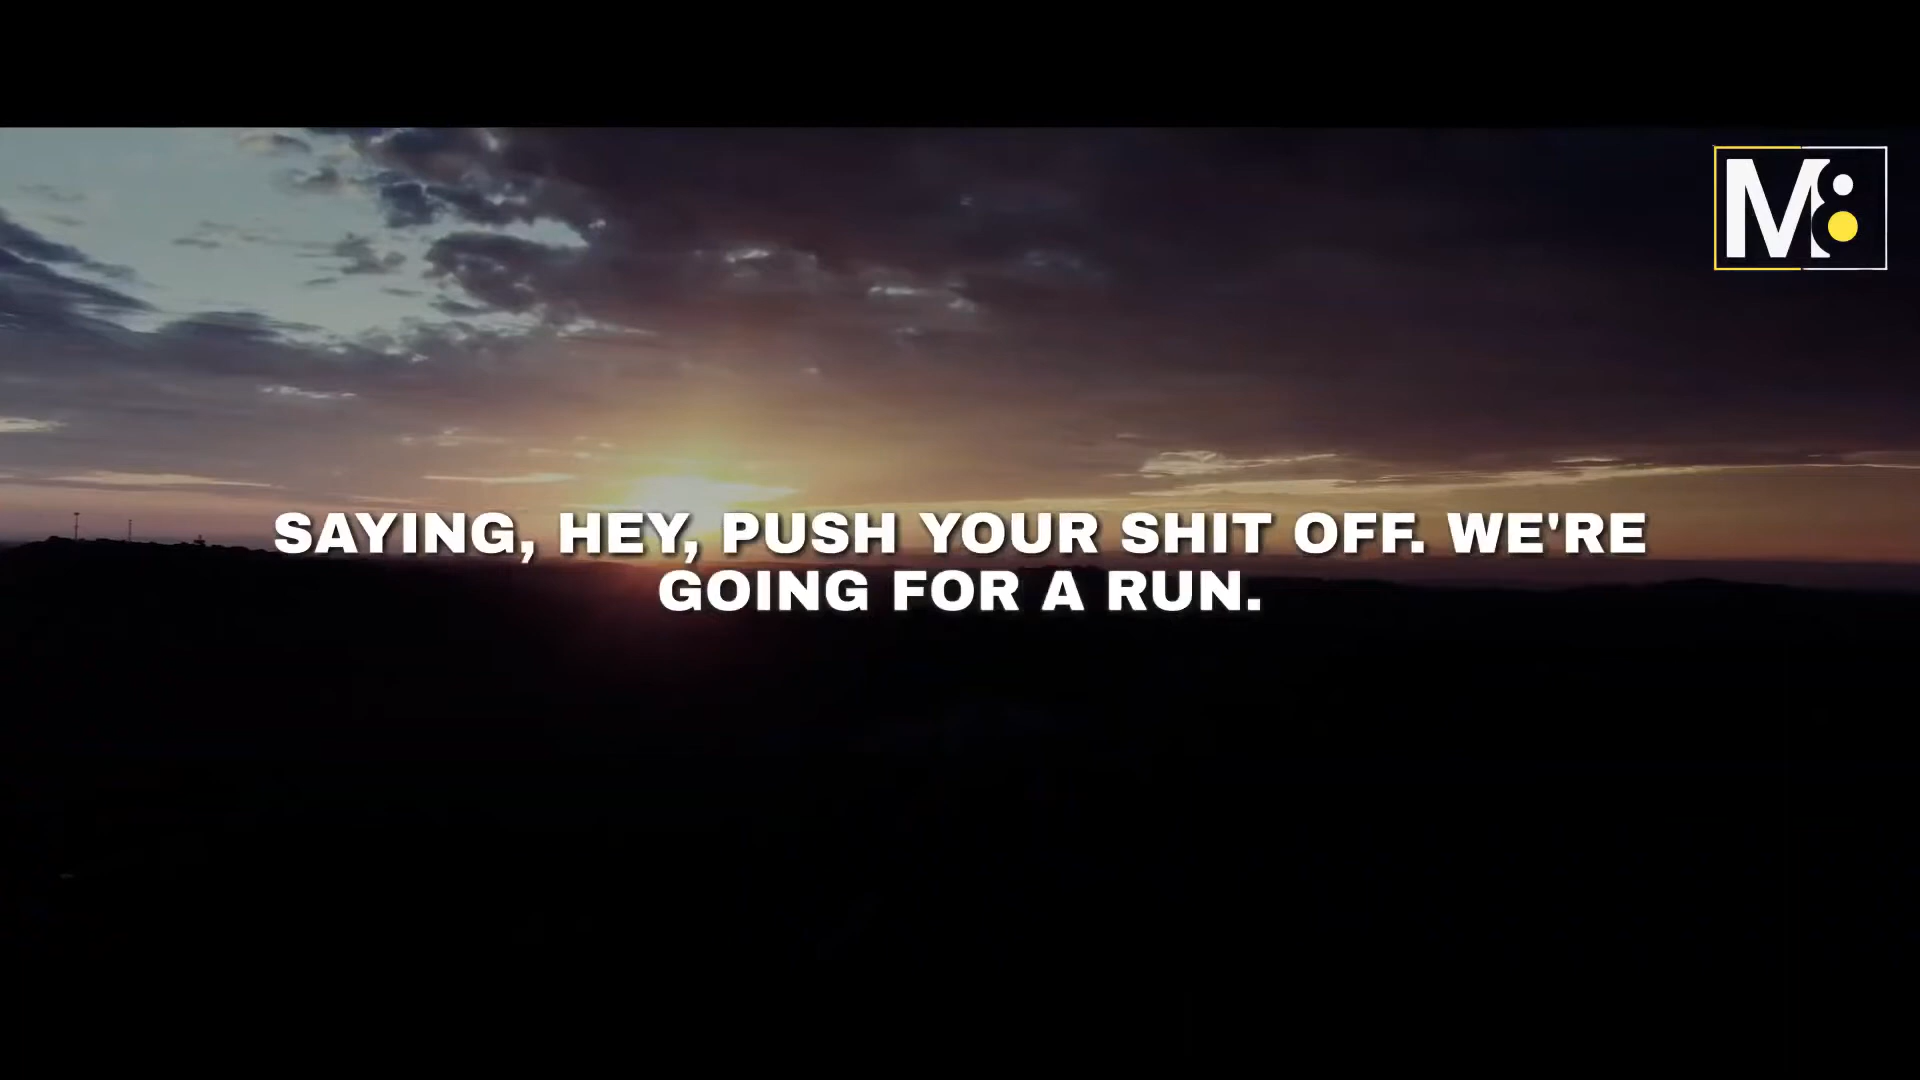 M8
SAYING, HEY, PUSH YOUR SHIT OFF. WE'RE
GOING FOR A RUN.